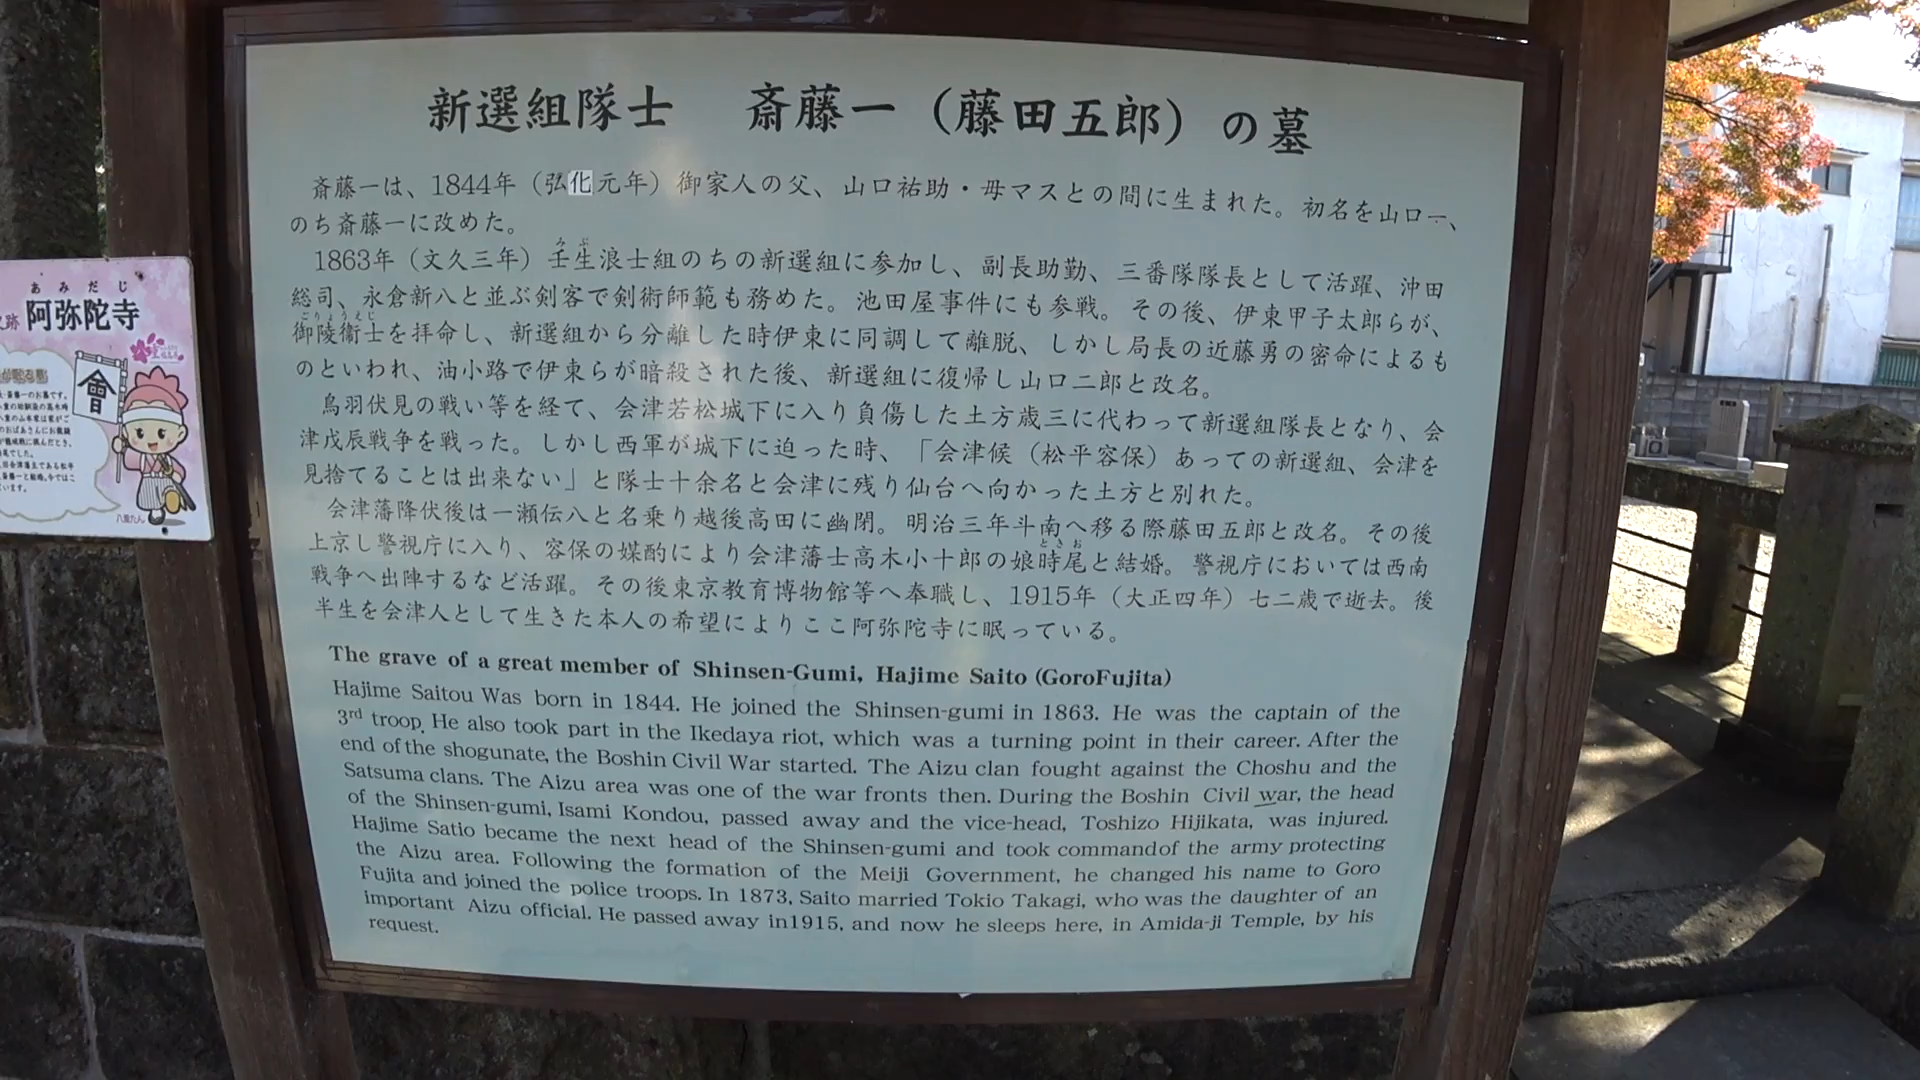 新選組隊士 斎藤一(藤田五郎)の墓
斎藤一は、1844年(弘化元年)御家人の父、山口祐助・母マスとの間に生まれた。初名を山口一、
のち斎藤一に改めた。
みぶ
1863年(文久三年)壬生浪士組のちの新選組に参加し、副長助勤、三番隊隊長として活躍、沖田
総司、永倉新八と並ぶ剣客で剣術師範も務めた。池田屋事件にも参戦。その後、伊東甲子太郎らが、
ごりょうえじ
御陵衛士を拝命し、新選組から分離した時伊東に同調して離脱、しかし局長の近藤勇の密命によるも
のといわれ、油小路で伊東らが暗殺された後、新選組に復帰し山口二郎と改名。
鳥羽伏見の戦い等を経て、会津若松城下に入り負傷した土方歳三に代わって新選組隊長となり、会
津戊辰戦争を戦った。しかし西軍が城下に迫った時、「会津候(松平容保)あっての新選組、会津を
見捨てることは出来ない」と隊士十余名と会津に残り仙台へ向かった土方と別れた。
会津藩降伏後は一瀬伝八と名乗り越後高田に幽閉。明治三年斗南へ移る際藤田五郎と改名。その後
ときお
上京し警視庁に入り、容保の媒酌により会津藩士高木小十郎の娘時尾と結婚。警視庁においては西南
戦争へ出陣するなど活躍。その後東京教育博物館等へ奉職し、1915年(大正四年)七二歳で逝去。後
半生を会津人として生きた本人の希望によりここ阿弥陀寺に眠っている。
The grave of a great member of Shinsen-Gumi, Hajime Saito (GoroFujita)
Hajime Saitou Was born in 1844. He joined the Shinsen-gumi in 1863. He was the captain of the
3rd troop. He also took part in the Ikedaya riot, which was a turning point in their career. After the
end of the shogunate, the Boshin Civil War started. The Aizu clan fought against the Choshu and the
Satsuma clans. The Aizu area was one of the war fronts then. During the Boshin Civil war, the head
of the Shinsen-gumi, Isami Kondou, passed away and the vice-head, Toshizo Hijikata, was injured.
Hajime Satio became the next head of the Shinsen-gumi and took commandof the army protecting
the Aizu area. Following the formation of the Meiji Government, he changed his name to Goro
Fujita and joined the police troops. In 1873, Saito married Tokio Takagi, who was the daughter of an
important Aizu official. He passed away in1915, and now he sleeps here, in Amida-ji Temple, by his
request.
あみだじ
跡 阿弥陀寺
會
八重たん